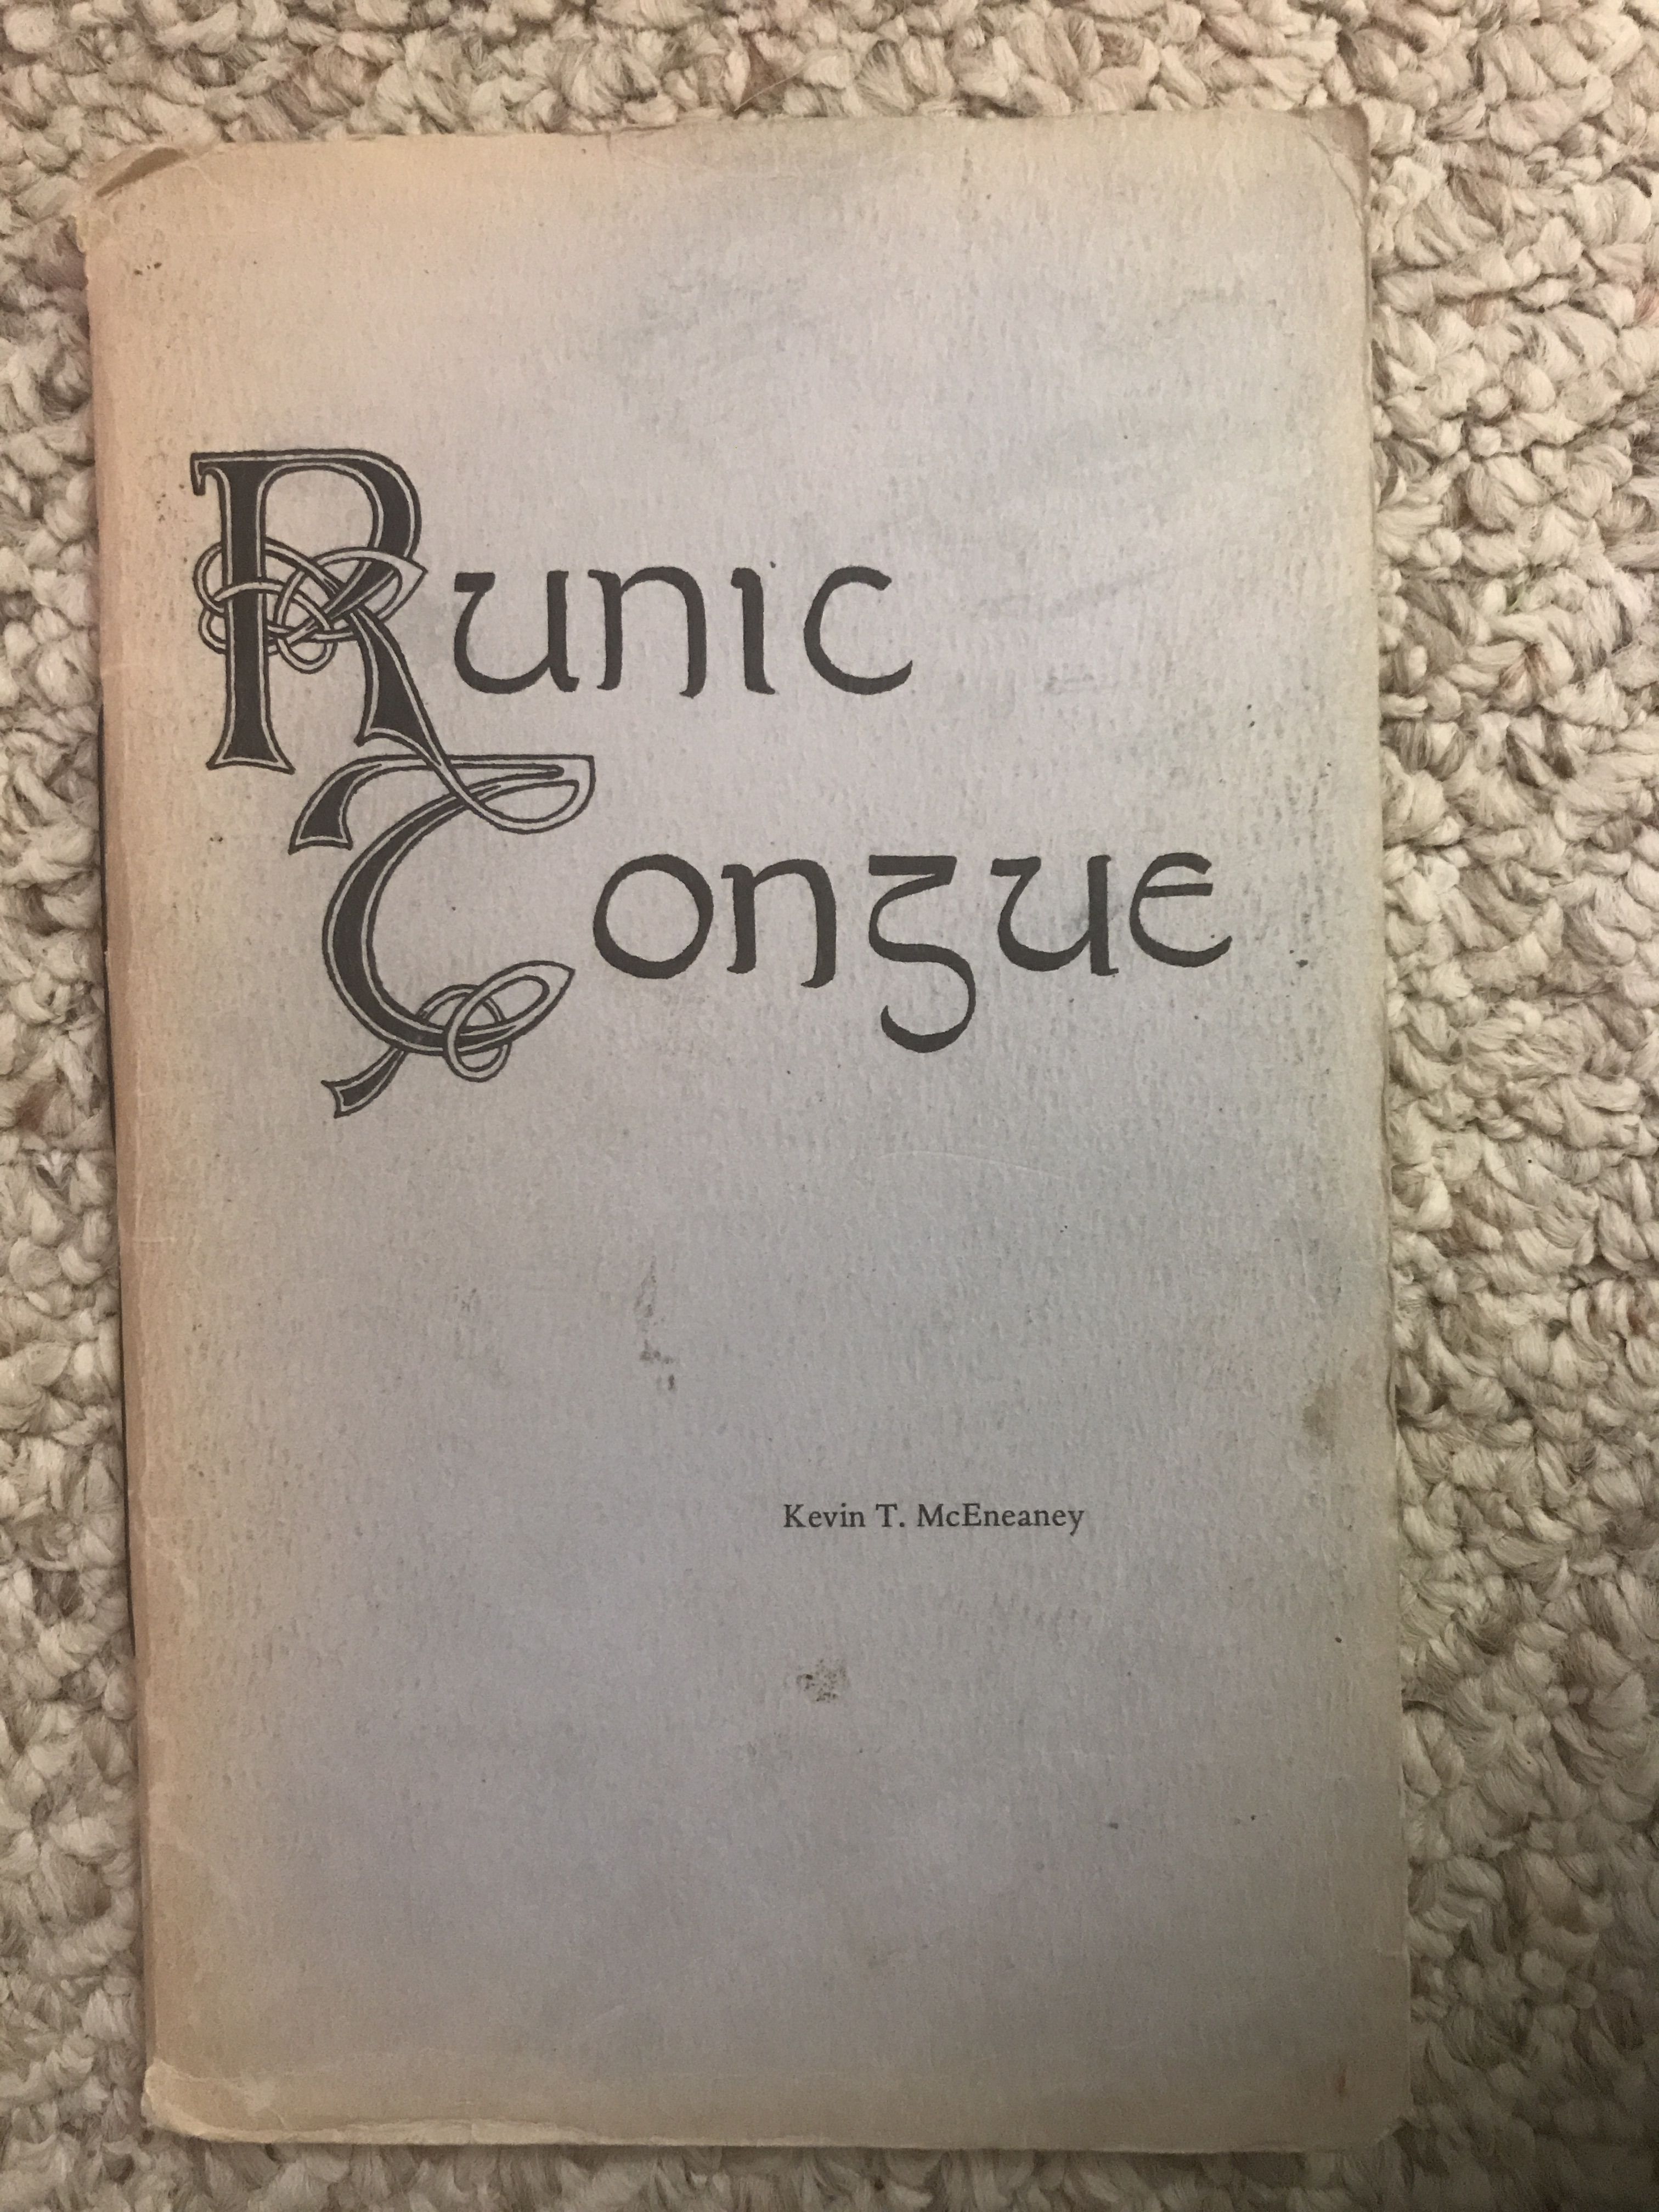 Runic
Tongue
Kevin T. McEneaney